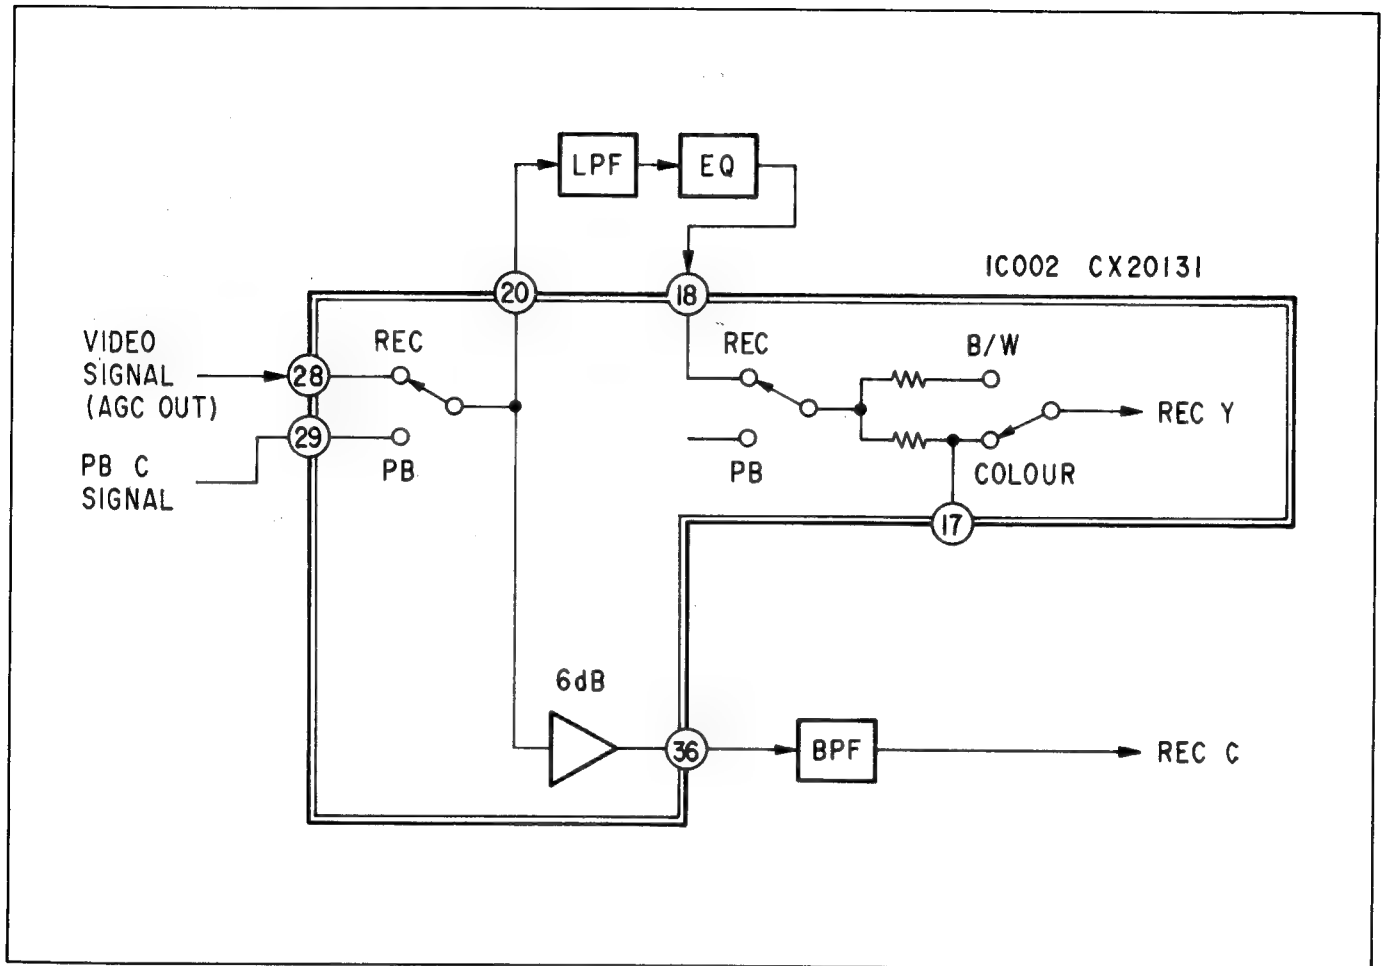 LPF
EQ
IC002 CX20131
20
18
VIDEO
SIGNAL
(AGC OUT)
28
REC
REC
B/W
REC Y
29
PB
PB
COLOUR
PB C
SIGNAL
17
6dB
36
BPF
REC C